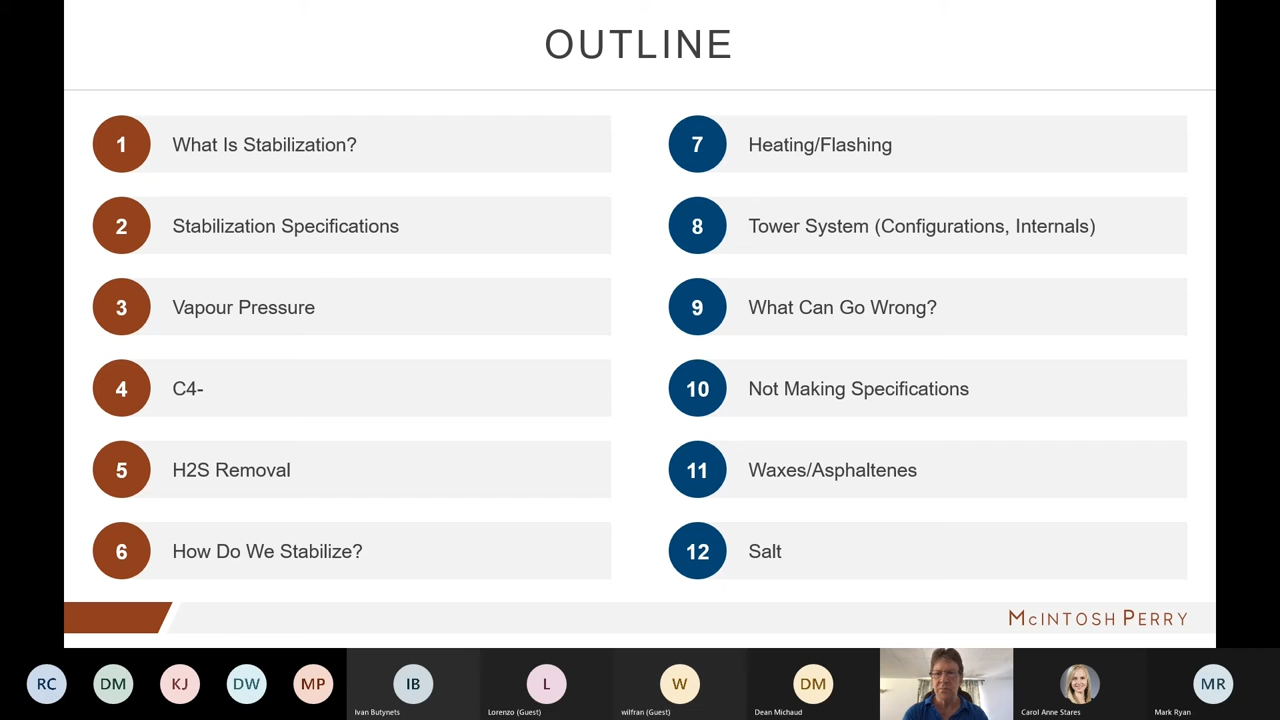 OUTLINE
1 What Is Stabilization?
2 Stabilization Specifications
3 Vapour Pressure
4 C4-
5 H2S Removal
6 How Do We Stabilize?
7 Heating/Flashing
8 Tower System (Configurations, Internals)
9 What Can Go Wrong?
10 Not Making Specifications
11 Waxes/Asphaltenes
12 Salt
MCINTOSH PERRY
RC
DM
KJ
DW
MP
IB
Ivan Butynets
L
Lorenzo (Guest)
W
wilfran (Guest)
DM
Dean Michaud
Carol Anne Stares
MR
Mark Ryan